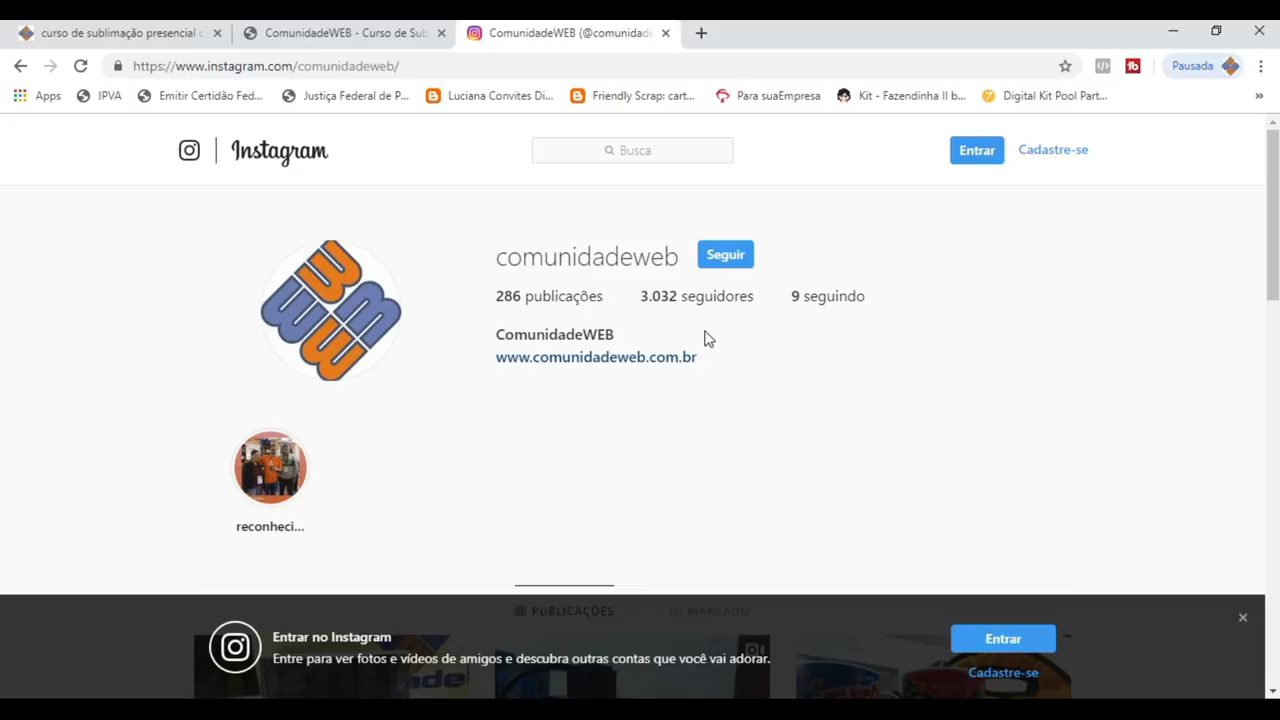 curso de sublimação presencial c
ComunidadeWEB - Curso de Sub
ComunidadeWEB (@comunidade
https://www.instagram.com/comunidadeweb/
Pausada
Apps
IPVA
Emitir Certidão Fed...
Justiça Federal de P...
Luciana Convites Di...
Friendly Scrap: cart...
Para suaEmpresa
Kit - Fazendinha II b...
Digital Kit Pool Part...
»
Instagram
Busca
Entrar
Cadastre-se
comunidadeweb
Seguir
286 publicações
3.032 seguidores
9 seguindo
ComunidadeWEB
www.comunidadeweb.com.br
reconheci...
PUBLICAÇÕES
MARCADO
Entrar no Instagram
Entre para ver fotos e vídeos de amigos e descubra outras contas que você vai adorar.
Entrar
Cadastre-se